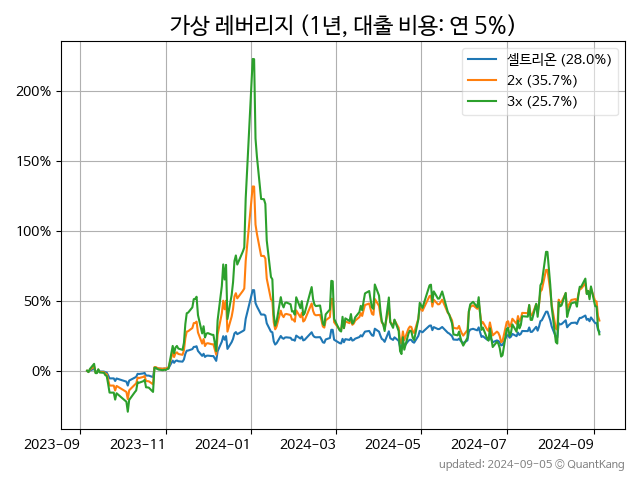 가상 레버리지 (1년, 대출 비용: 연 5%)
셀트리온 (28.0%)
2x (35.7%)
3x (25.7%)
200%
150%
100%
50%
0%
2023-09 2023-11 2024-01 2024-03 2024-05 2024-07 2024-09
updated: 2024-09-05 © QuantKang